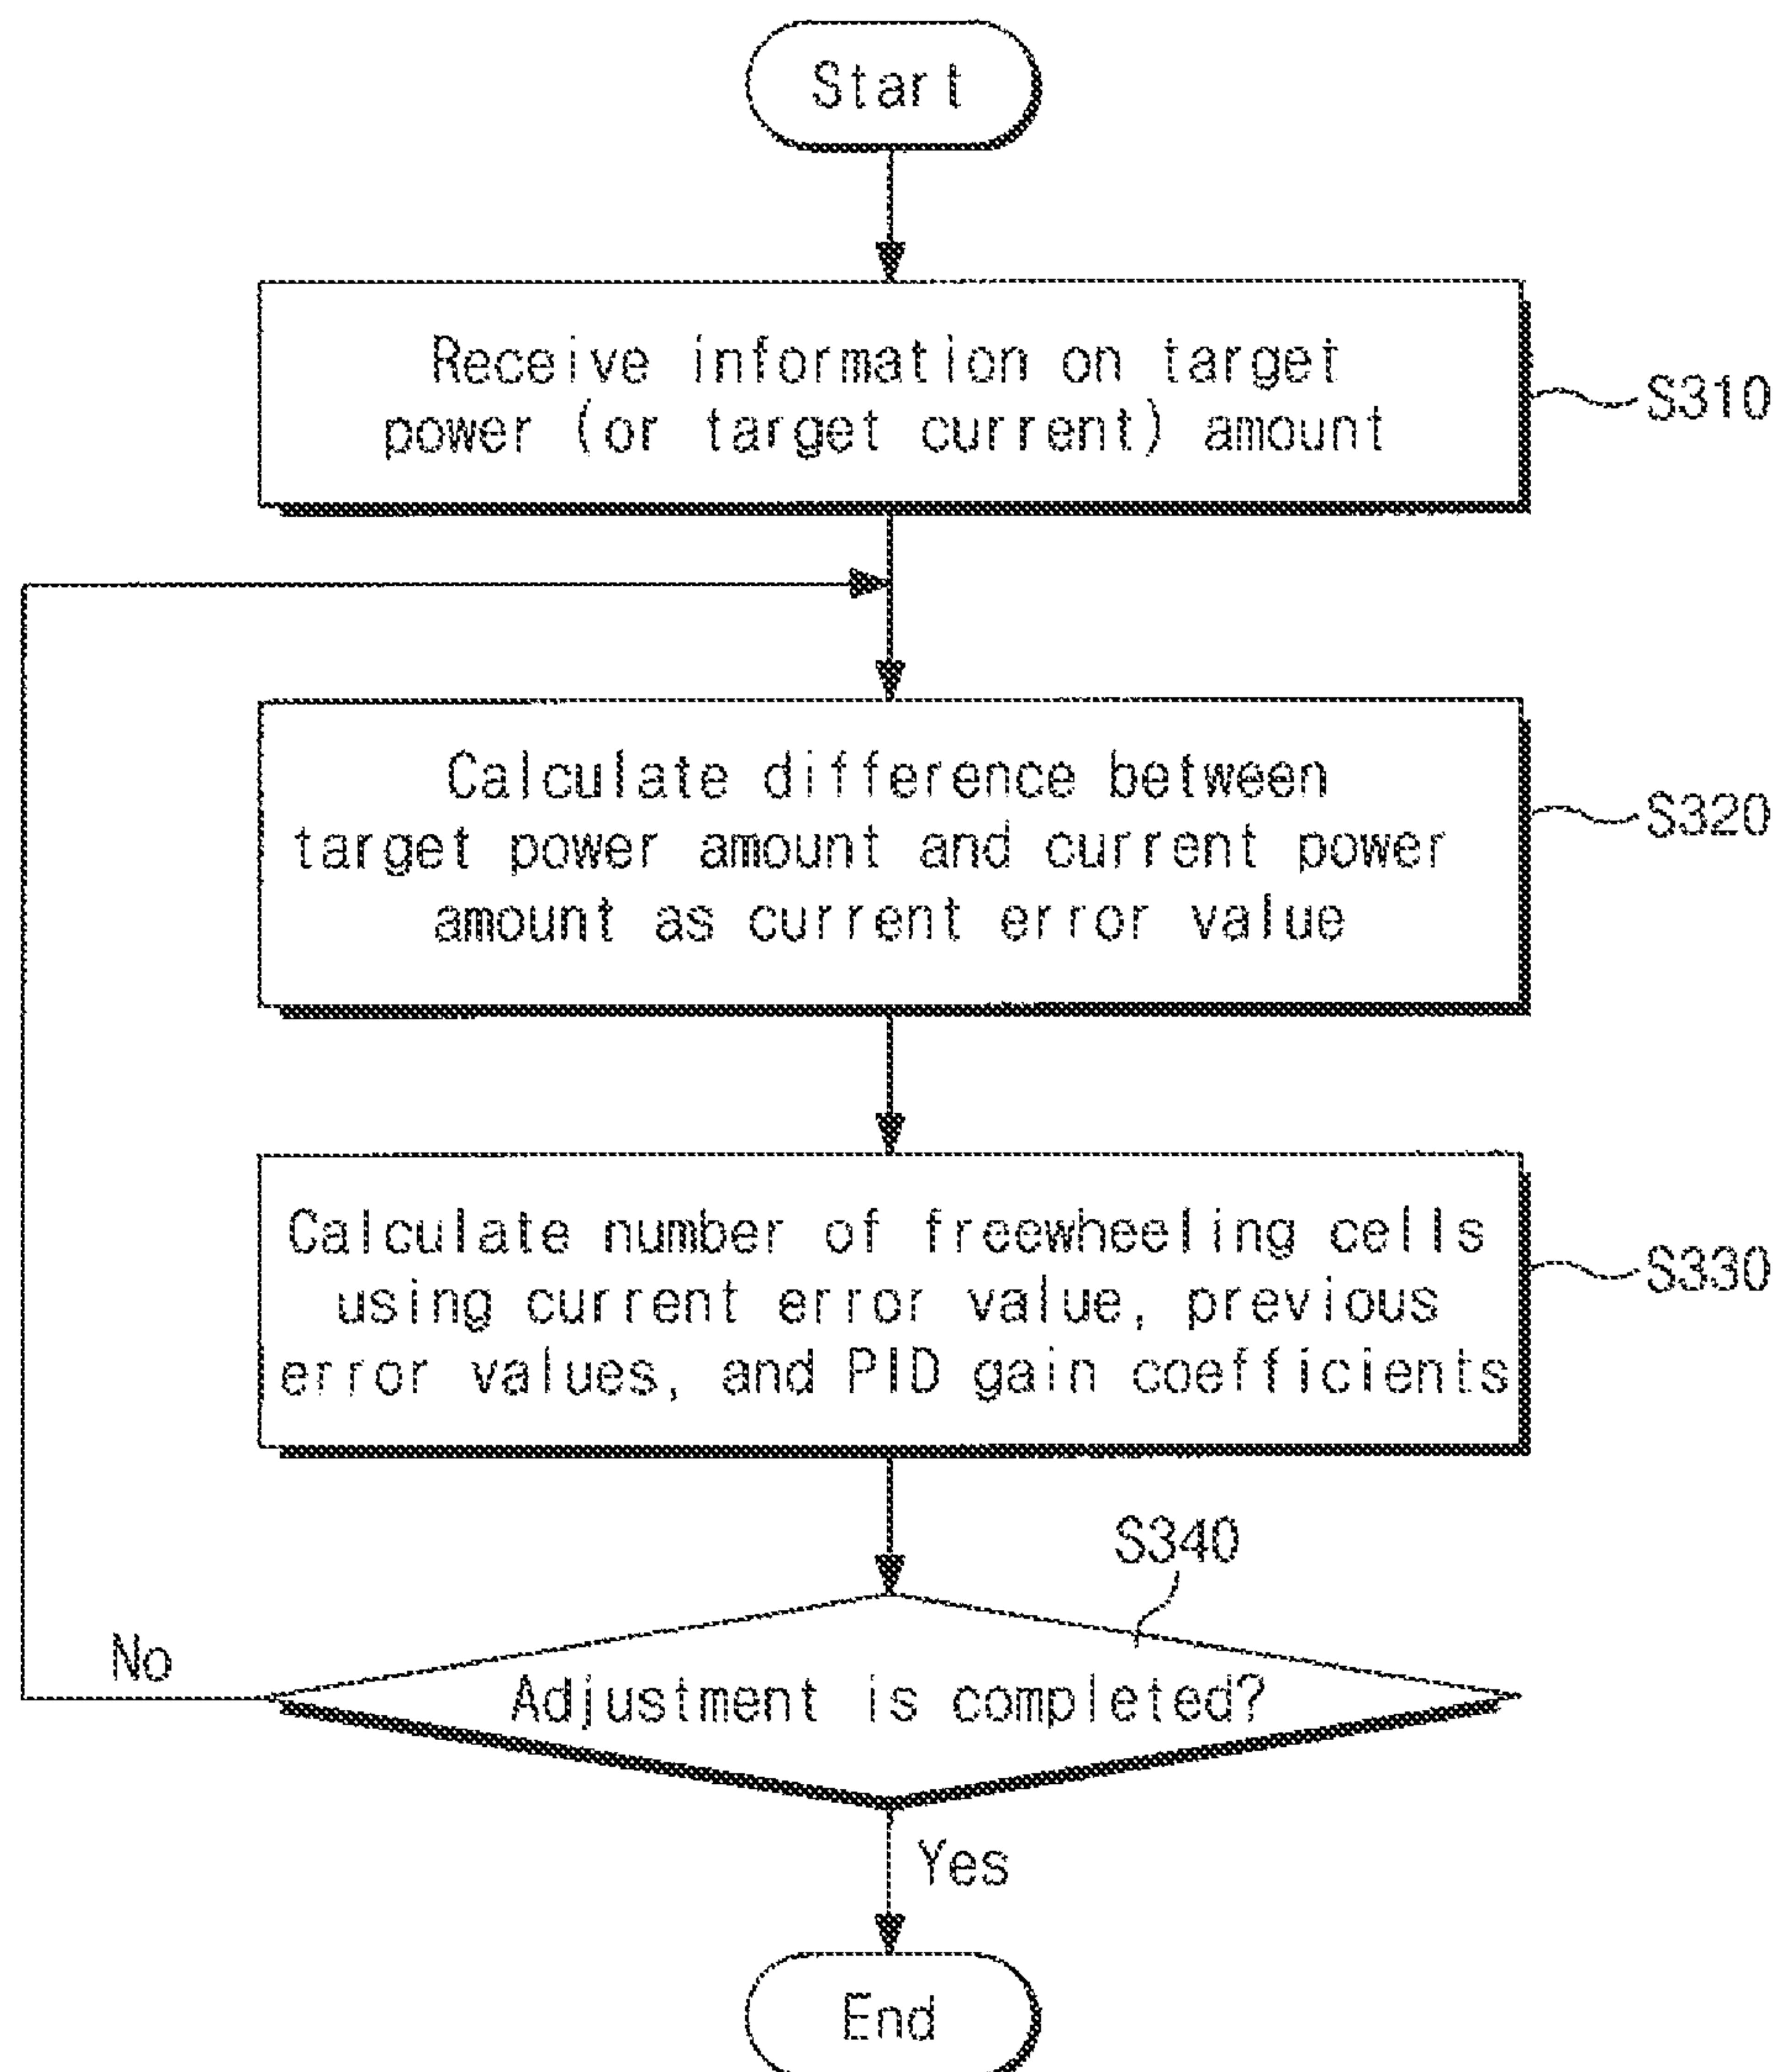 Start
Receive information on target
power (or target current) amount
S310
Calculate difference between
target power amount and current power
amount as current error value
S320
Calculate number of freewheeling cells
using current error value, previous
error values, and PID gain coefficients
S330
S340
Adjustment is completed?
No
Yes
End